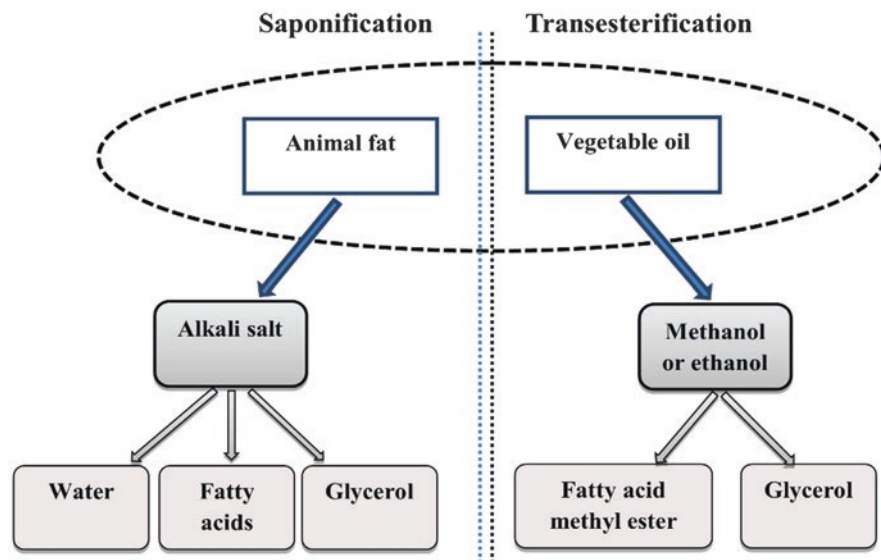 Saponification
Transesterification
Animal fat
Vegetable oil
Alkali salt
Methanol
or ethanol
Water
Fatty
acids
Glycerol
Fatty acid
methyl ester
Glycerol